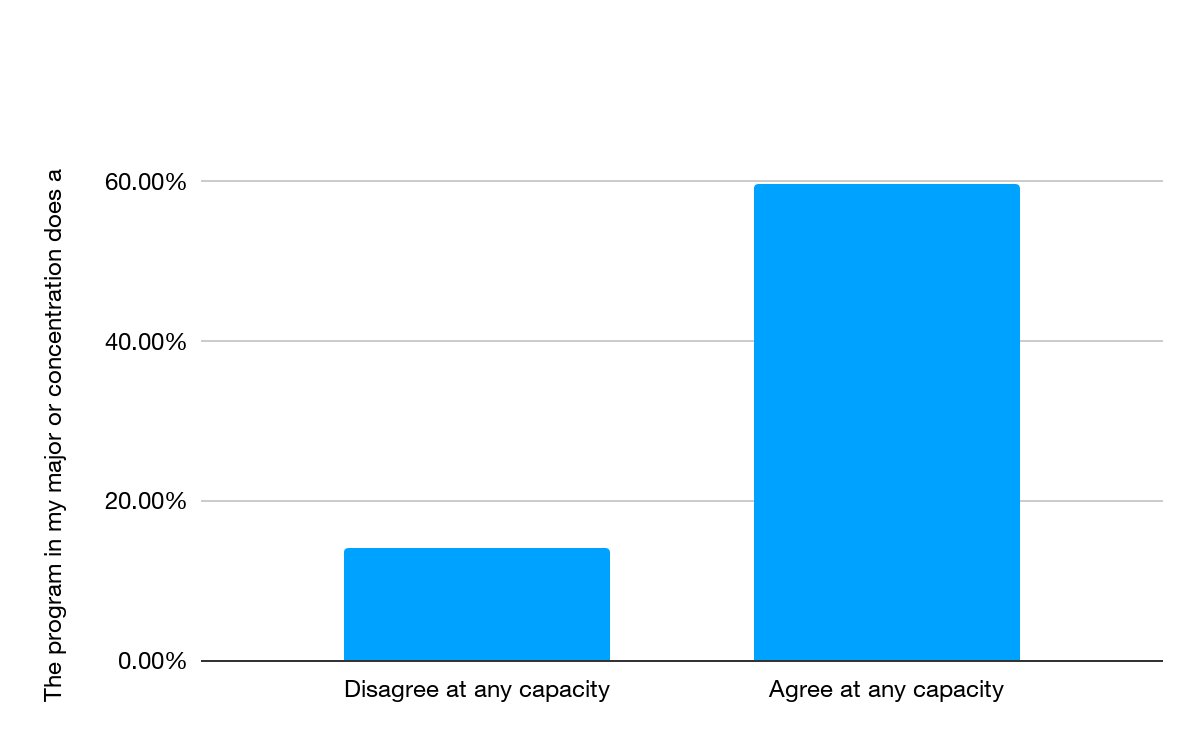 The program in my major or concentration does a
60.00%
40.00%
20.00%
0.00%
Disagree at any capacity
Agree at any capacity